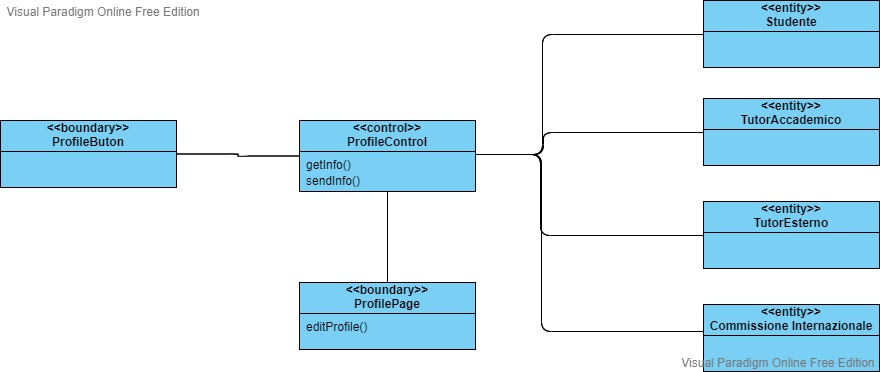 Visual Paradigm Online Free Edition
<<entity>>
Studente
<<entity>>
TutorAccademico
<<boundary>>
ProfileButon
<<control>>
ProfileControl
getInfo()
sendInfo()
<<entity>>
TutorEsterno
<<boundary>>
ProfilePage
editProfile()
<<entity>>
Commissione Internazionale
Visual Paradigm Online Free Edition